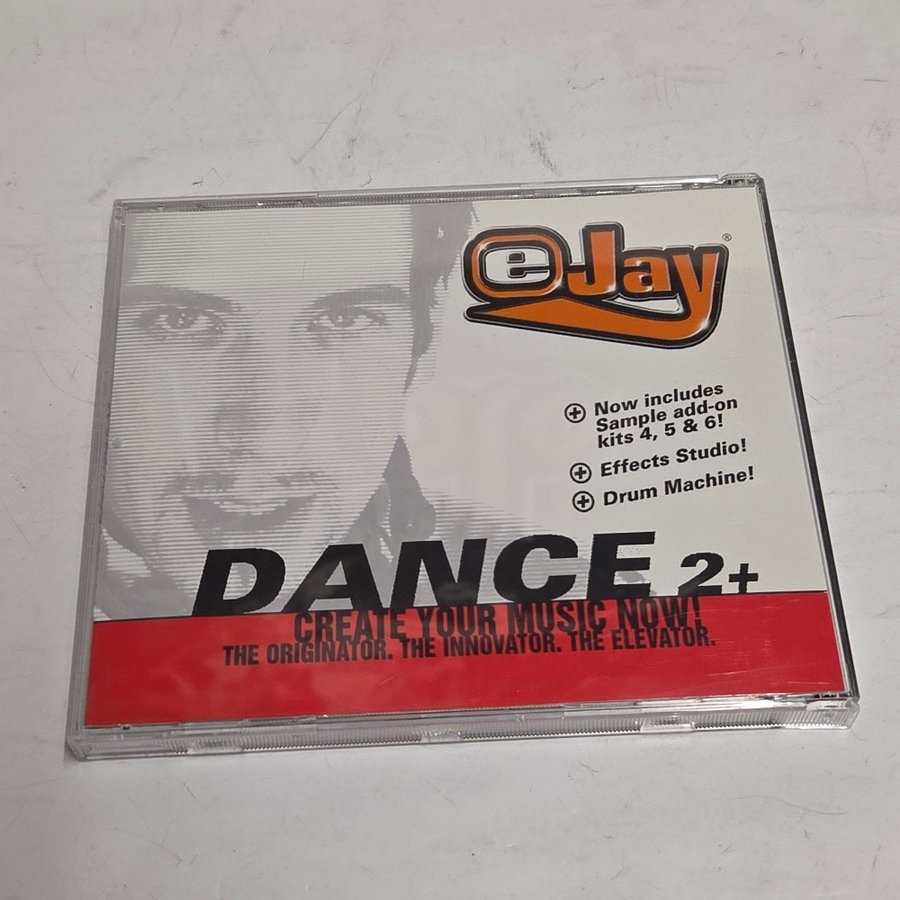 eJay®
Now includes
Sample add-on
kits 4, 5 & 6!
Effects Studio!
Drum Machine!
DANCE 2+
CREATE YOUR MUSIC NOW!
THE ORIGINATOR. THE INNOVATOR. THE ELEVATOR.